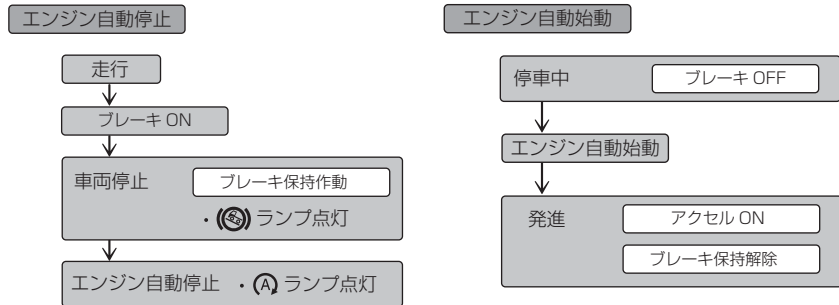 エンジン自動停止
走行
ブレーキ ON
車両停止 ブレーキ保持作動
・ランプ点灯
エンジン自動停止 ・(A) ランプ点灯
エンジン自動始動
停車中 ブレーキ OFF
エンジン自動始動
発進 アクセル ON
ブレーキ保持解除